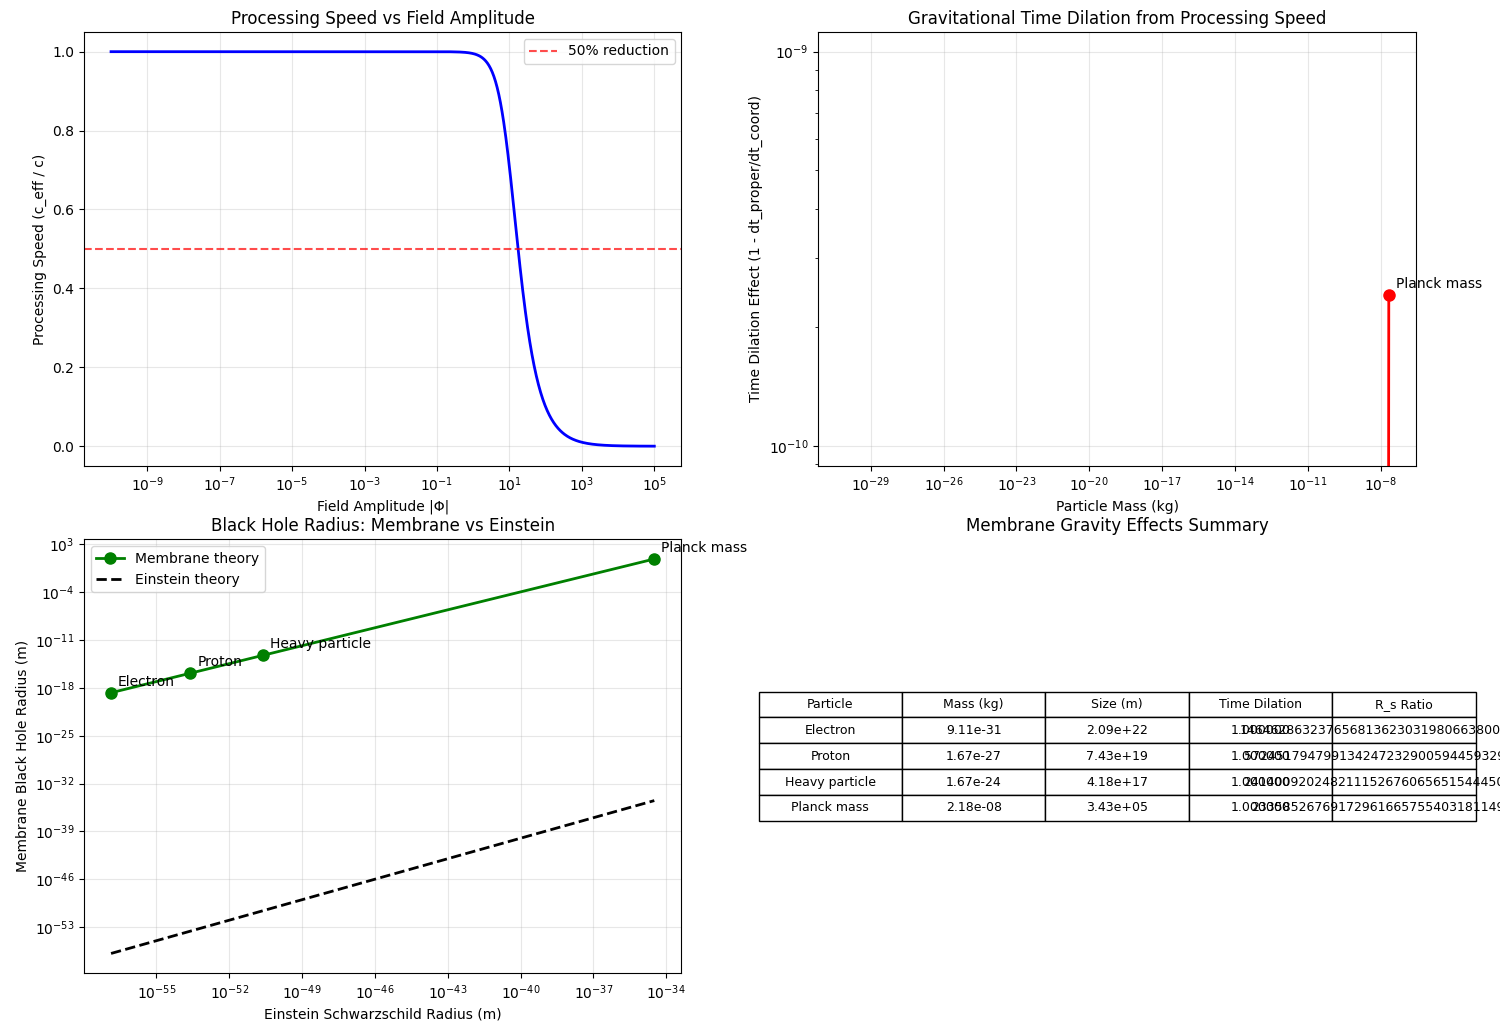 Processing Speed vs Field Amplitude
Processing Speed (c_eff / c)
1.0
0.8
0.6
0.4
0.2
0.0
50% reduction
10⁻⁹ 10⁻⁷ 10⁻⁵ 10⁻³ 10⁻¹ 10¹ 10³ 10⁵
Field Amplitude |Φ|
Gravitational Time Dilation from Processing Speed
Time Dilation Effect (1 - dt_proper/dt_coord)
10⁻⁹
10⁻¹⁰
Planck mass
10⁻²⁹ 10⁻²⁶ 10⁻²³ 10⁻²⁰ 10⁻¹⁷ 10⁻¹⁴ 10⁻¹¹ 10⁻⁸
Particle Mass (kg)
Black Hole Radius: Membrane vs Einstein
Membrane Black Hole Radius (m)
10³
10⁻⁴
10⁻¹¹
10⁻¹⁸
10⁻²⁵
10⁻³²
10⁻³⁹
10⁻⁴⁶
10⁻⁵³
Membrane theory
Einstein theory
Planck mass
Heavy particle
Proton
Electron
10⁻⁵⁵ 10⁻⁵² 10⁻⁴⁹ 10⁻⁴⁶ 10⁻⁴³ 10⁻⁴⁰ 10⁻³⁷ 10⁻³⁴
Einstein Schwarzschild Radius (m)
Membrane Gravity Effects Summary
Particle Mass (kg) Size (m) Time Dilation R_s Ratio
Electron 9.11e-31 2.09e+22
Proton 1.67e-27 7.43e+19
Heavy particle 1.67e-24 4.18e+17
Planck mass 2.18e-08 3.43e+05